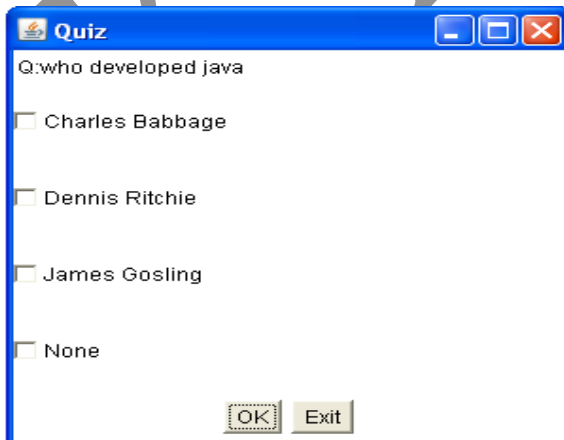 Quiz
Q:who developed java
Charles Babbage
Dennis Ritchie
James Gosling
None
OK Exit